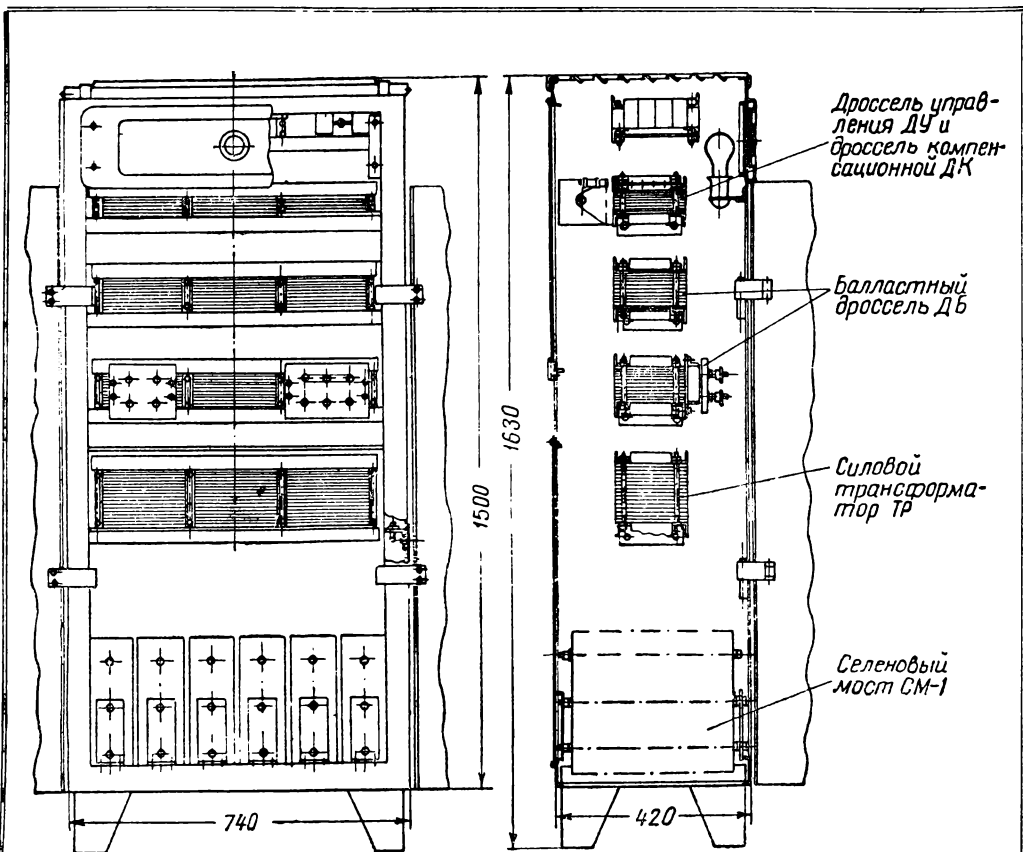 Дроссель управ-
ления ДУ и
дроссель компен-
сационной ДК
Балластный
дроссель ДБ
Силовой
трансформа-
тор ТР
Селеновый
мост СМ-1
1500
1630
740
420